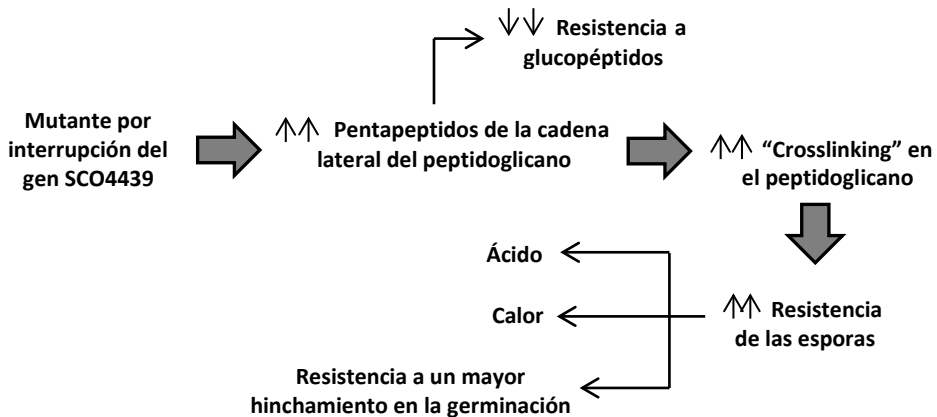 Resistencia a
glucopéptidos
Mutante por
interrupción del
gen SCO4439
Pentapeptidos de la cadena
lateral del peptidoglicano
“Crosslinking” en
el peptidoglicano
Ácido
Calor
Resistencia a un mayor
hinchamiento en la germinación
Resistencia
de las esporas